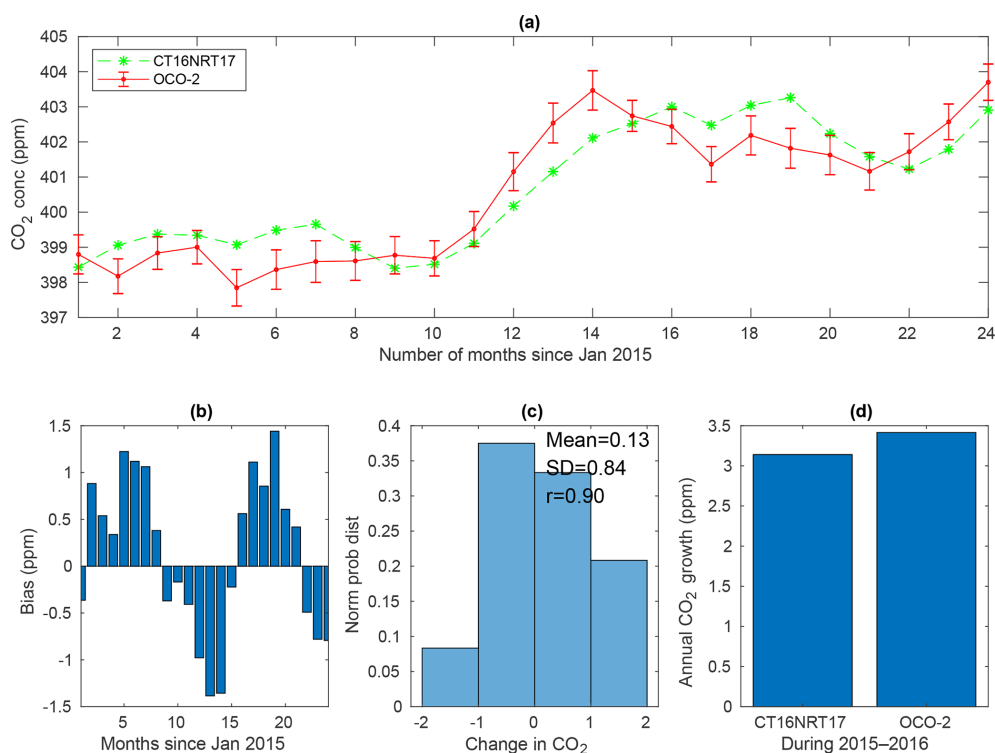 (a)
405
404
403
402
401
400
399
398
397
CO2 conc (ppm)
CT16NRT17
OCO-2
2 4 6 8 10 12 14 16 18 20 22 24
Number of months since Jan 2015
(b)
1.5
1
0.5
0
-0.5
-1
-1.5
Bias (ppm)
5 10 15 20
Months since Jan 2015
(c)
0.4
0.35
0.3
0.25
0.2
0.15
0.1
0.05
0
Norm prob dist
Mean=0.13
SD=0.84
r=0.90
-2 -1 0 1 2
Change in CO2
(d)
3.5
3
2.5
2
1.5
1
0.5
0
Annual CO2 growth (ppm)
CT16NRT17 OCO-2
During 2015–2016